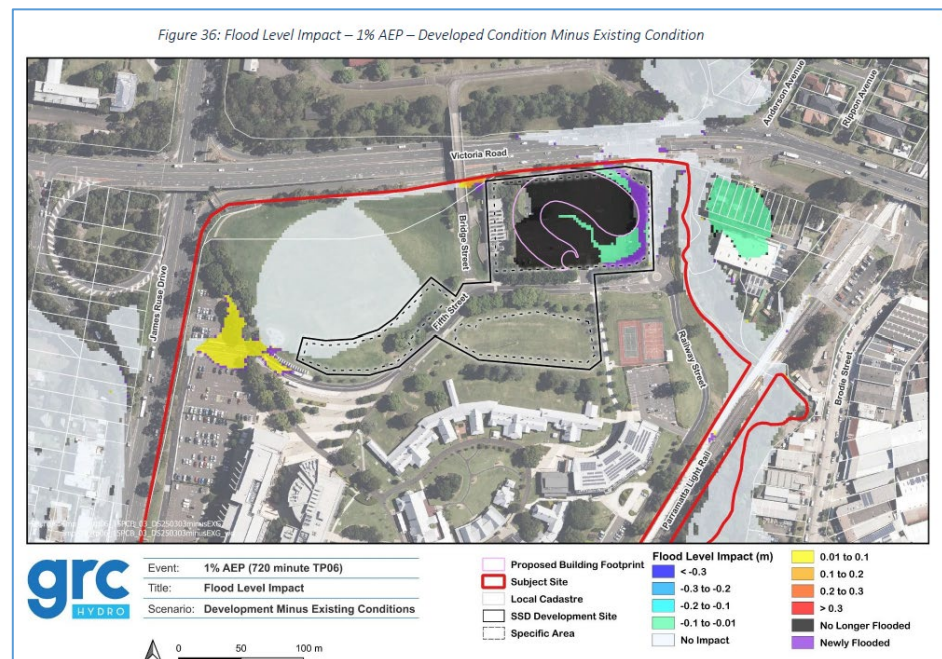 Figure 36: Flood Level Impact – 1% AEP – Developed Condition Minus Existing Condition
Anderson Avenue
Rippon Avenue
Victoria Road
Bridge Street
James Ruse Drive
Fifth Street
Railway Street
Brodie Street
Parramatta Light Rail
grc
HYDRO
Event: 1% AEP (720 minute TP06)
Title: Flood Level Impact
Scenario: Development Minus Existing Conditions
0 50 100 m
Proposed Building Footprint
Subject Site
Local Cadastre
SSD Development Site
Specific Area
Flood Level Impact (m)
< -0.3
-0.3 to -0.2
-0.2 to -0.1
-0.1 to -0.01
No Impact
0.01 to 0.1
0.1 to 0.2
0.2 to 0.3
> 0.3
No Longer Flooded
Newly Flooded